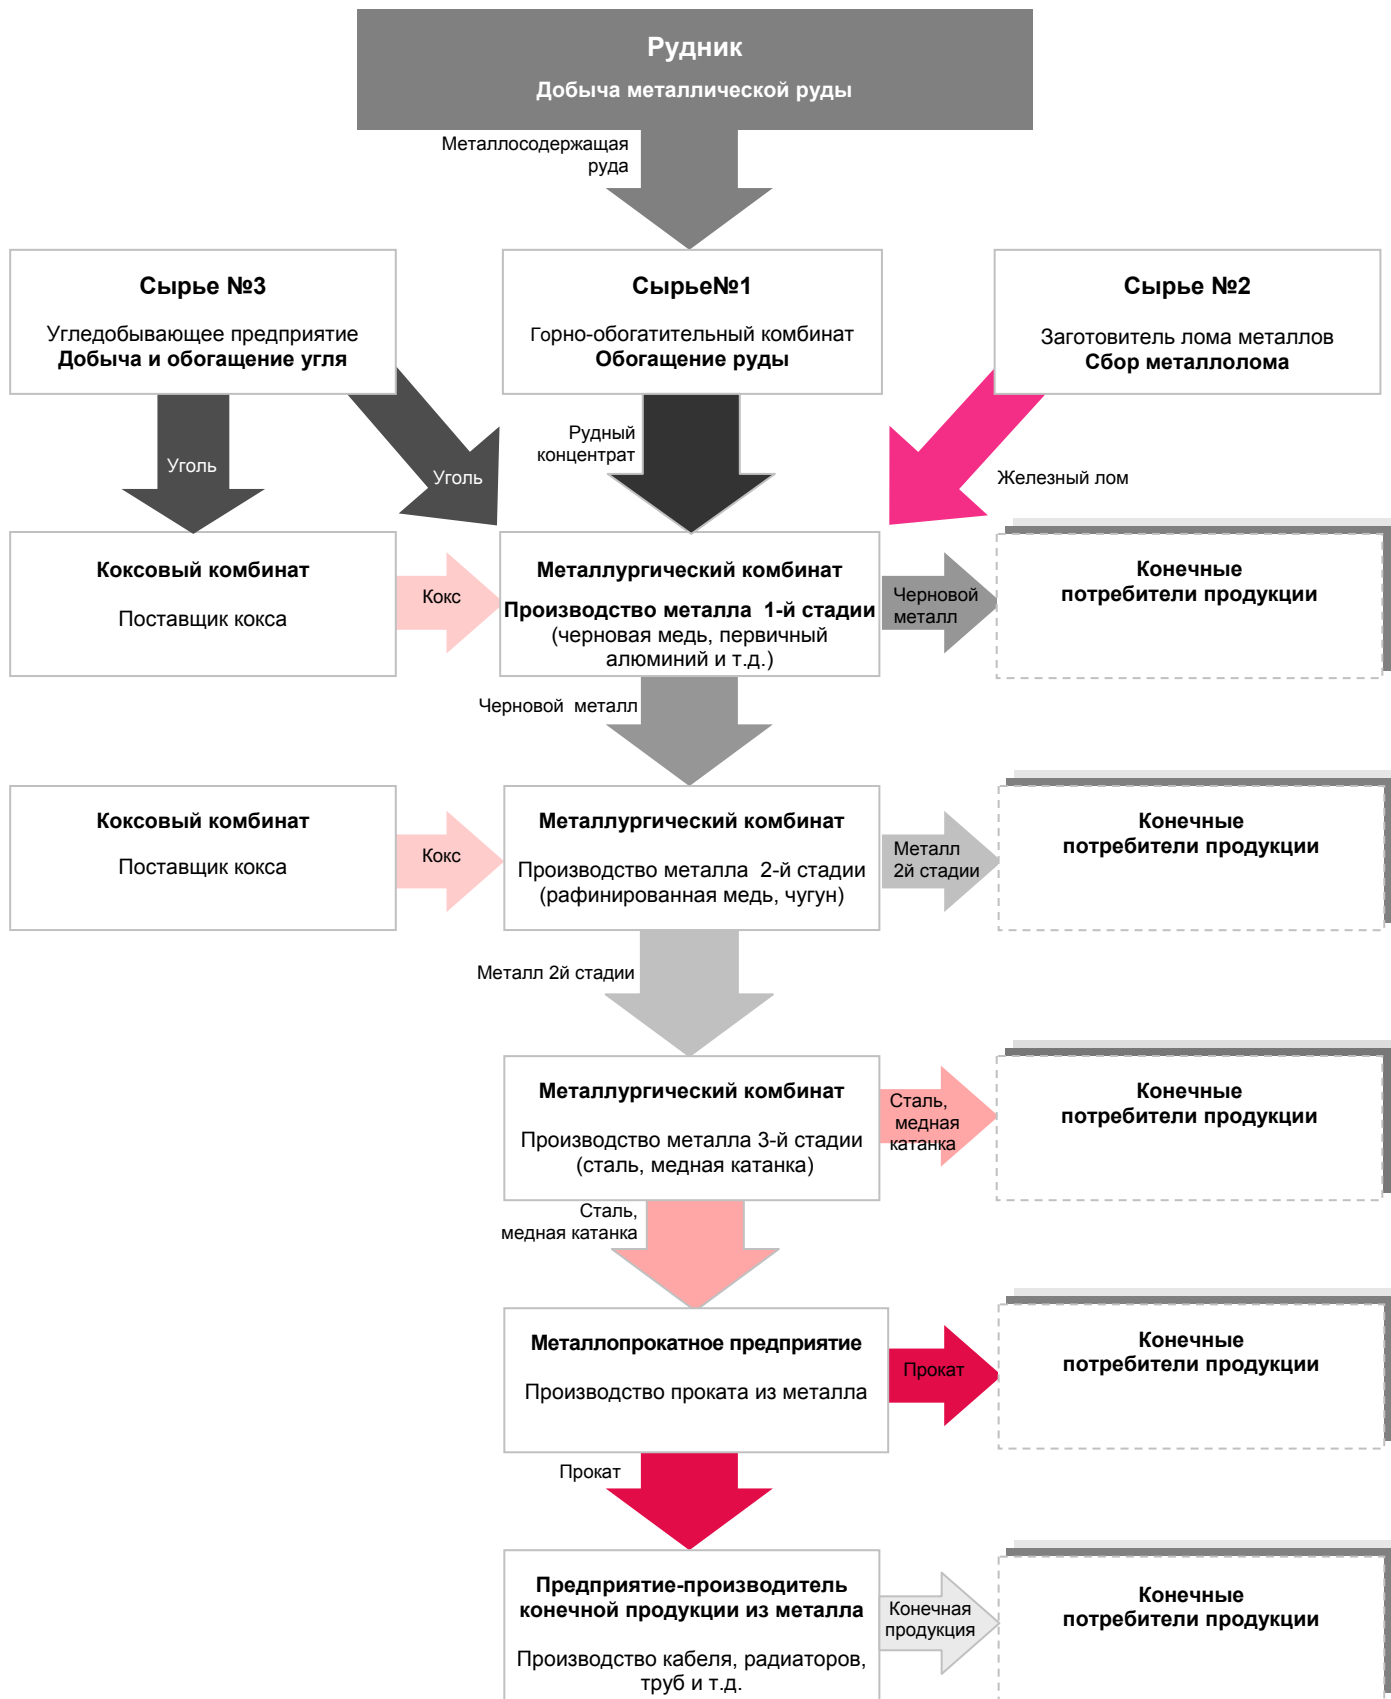 Рудник
Добыча металлической руды
Металлосодержащая
руда
Сырье №3
Угледобывающее предприятие
Добыча и обогащение угля
Сырье№1
Горно-обогатительный комбинат
Обогащение руды
Сырье №2
Заготовитель лома металлов
Сбор металлолома
Уголь
Уголь
Рудный
концентрат
Железный лом
Коксовый комбинат
Поставщик кокса
Кокс
Металлургический комбинат
Производство металла 1-й стадии
(черновая медь, первичный
алюминий и т.д.)
Черновой
металл
Конечные
потребители продукции
Черновой металл
Коксовый комбинат
Поставщик кокса
Кокс
Металлургический комбинат
Производство металла 2-й стадии
(рафинированная медь, чугун)
Металл
2й стадии
Конечные
потребители продукции
Металл 2й стадии
Металлургический комбинат
Производство металла 3-й стадии
(сталь, медная катанка)
Сталь,
медная
катанка
Конечные
потребители продукции
Сталь,
медная катанка
Металлопрокатное предприятие
Производство проката из металла
Прокат
Конечные
потребители продукции
Прокат
Предприятие-производитель
конечной продукции из металла
Производство кабеля, радиаторов,
труб и т.д.
Конечная
продукция
Конечные
потребители продукции